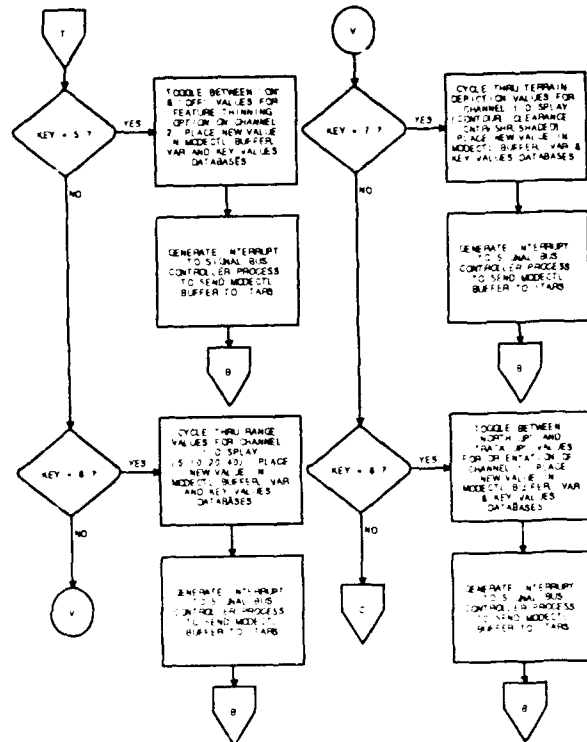 T
KEY = 5 ?
YES
NO
TOGGLE BETWEEN 'ON'
& 'OFF' VALUES FOR
FEATURE THINNING
OPTION ON CHANNEL
2. PLACE NEW VALUE
IN MODECTL BUFFER,
VAR AND KEY VALUES
DATABASES
GENERATE INTERRUPT
TO SIGNAL BUS
CONTROLLER PROCESS
TO SEND MODECTL
BUFFER TO ITARS
B
KEY = 6 ?
YES
NO
CYCLE THRU RANGE
VALUES FOR CHANNEL
1 DISPLAY
(5, 10, 20, 40). PLACE
NEW VALUE IN
MODECTL BUFFER, VAR
AND KEY VALUES
DATABASES
GENERATE INTERRUPT
TO SIGNAL BUS
CONTROLLER PROCESS
TO SEND MODECTL
BUFFER TO ITARS
V
B
V
KEY = 7 ?
YES
NO
CYCLE THRU TERRAIN
DEPICTION VALUES FOR
CHANNEL 1 DISPLAY
(CONTOUR, CLEARANCE,
CNTR/SHR, SHADED)
PLACE NEW VALUE IN
MODECTL BUFFER, VAR &
KEY VALUES DATABASES
GENERATE INTERRUPT
TO SIGNAL BUS
CONTROLLER PROCESS
TO SEND MODECTL
BUFFER TO ITARS
B
KEY = 8 ?
YES
NO
TOGGLE BETWEEN
'NORTH UP' AND
UP' VALUES
FOR ORIENTATION OF
CHANNEL 1. PLACE
NEW VALUE IN
MODECTL BUFFER, VAR
& KEY VALUES
DATABASES
GENERATE INTERRUPT
TO SIGNAL BUS
CONTROLLER PROCESS
TO SEND MODECTL
BUFFER TO ITARS
C
B